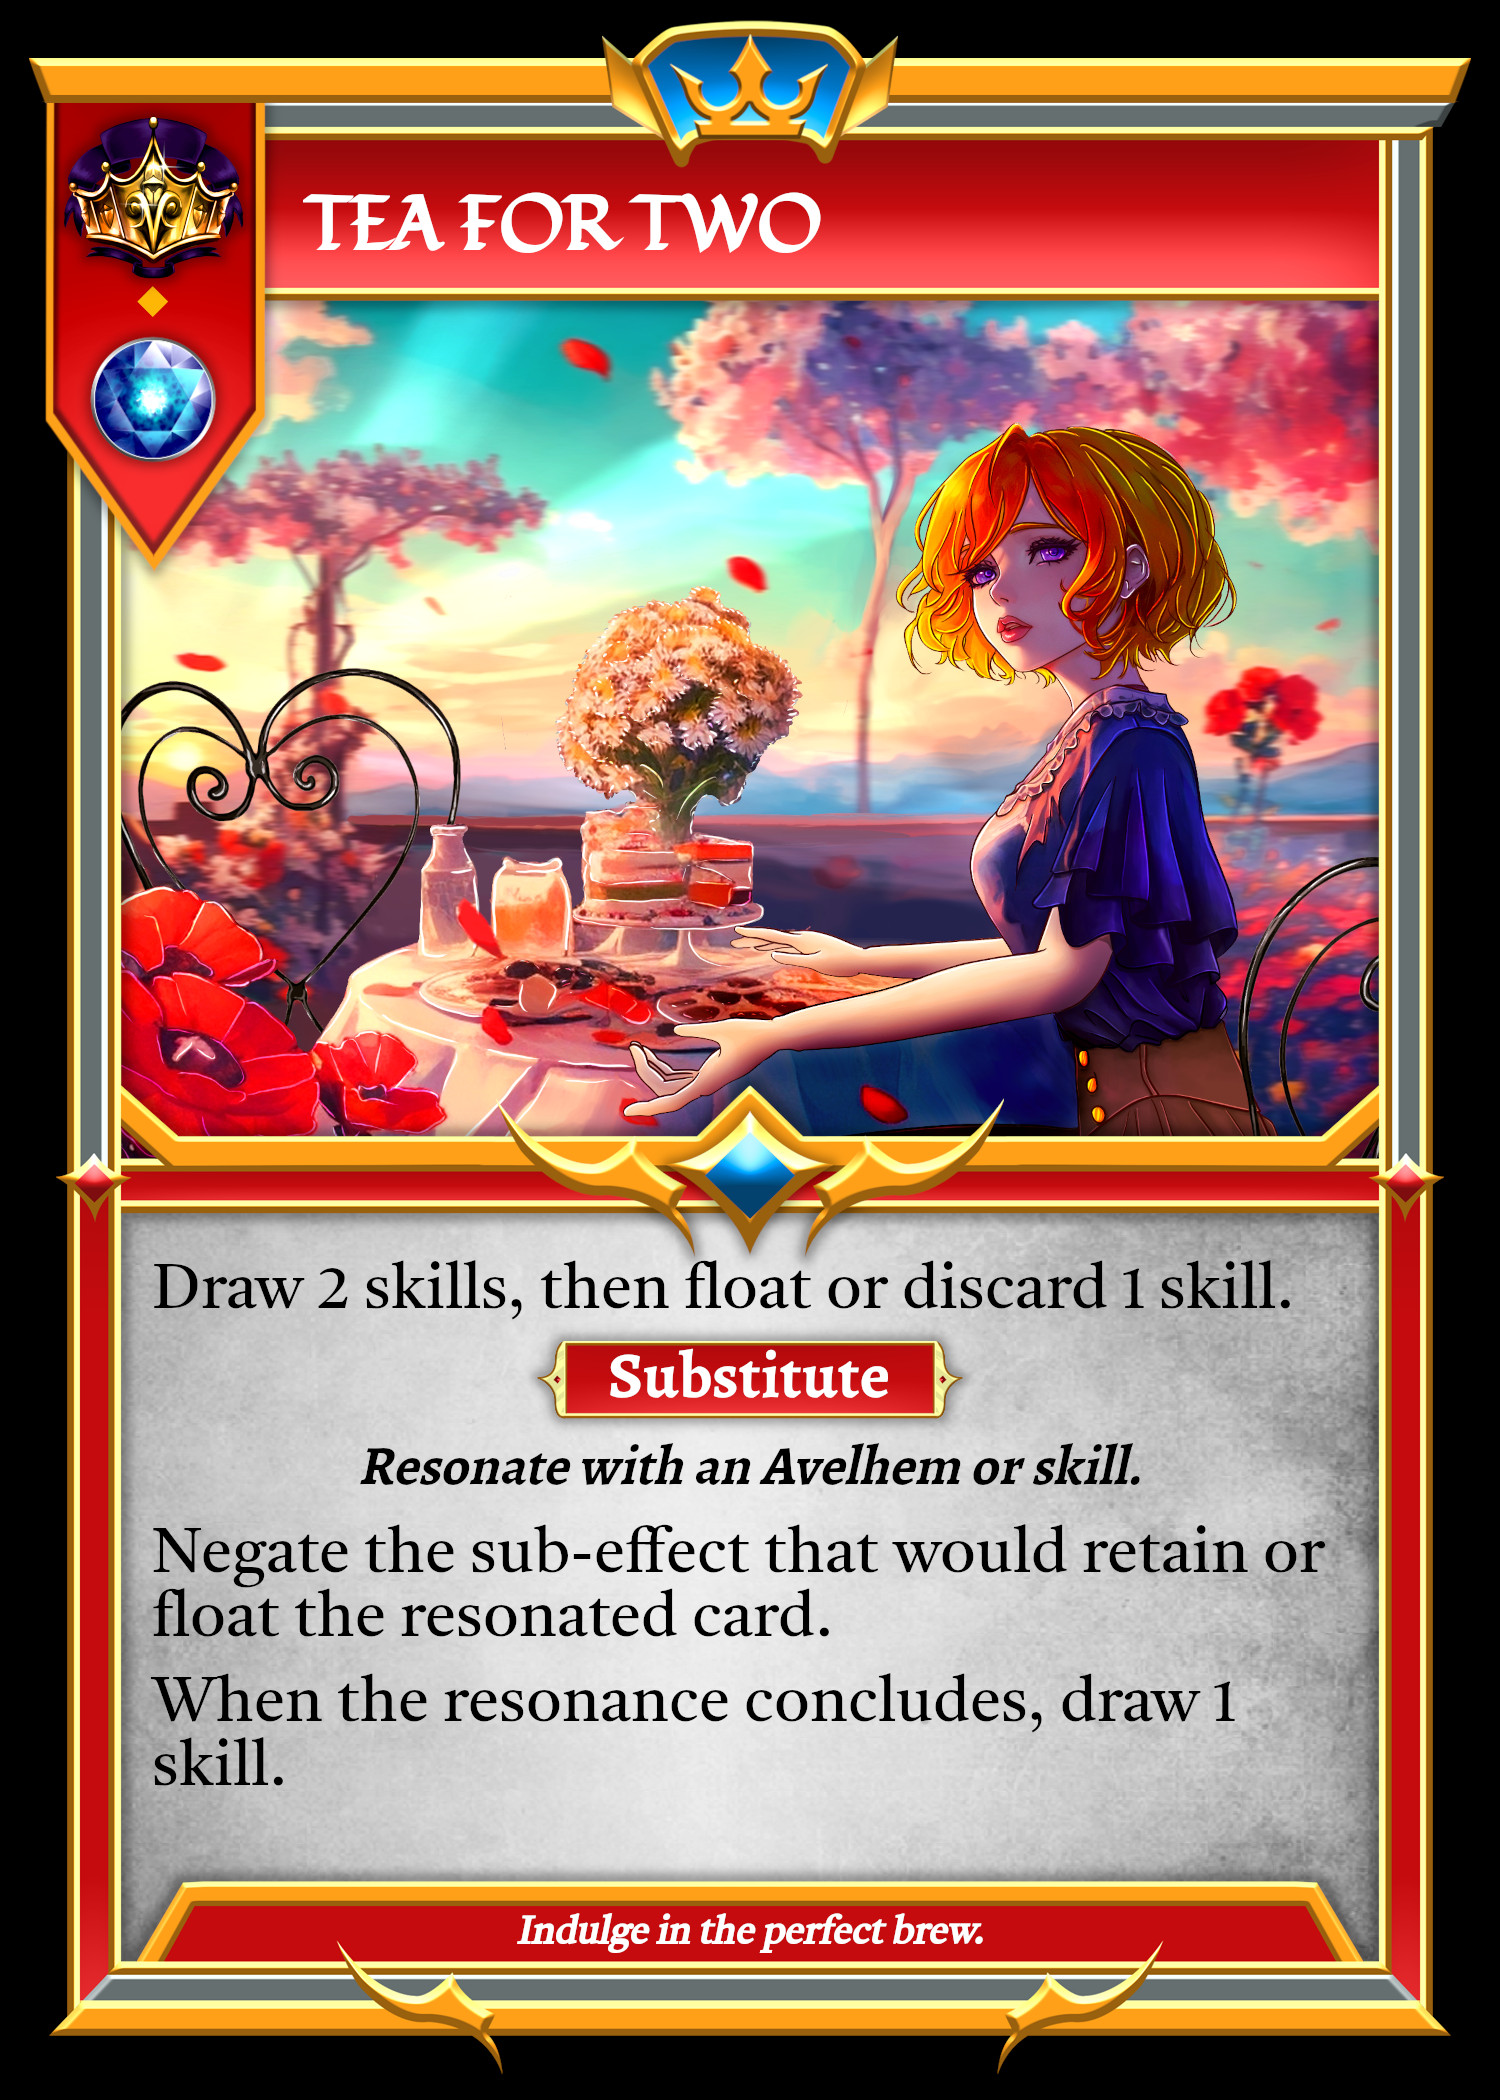 TEA FOR TWO
Draw 2 skills, then float or discard 1 skill.
Substitute
Resonate with an Avelhem or skill.
Negate the sub-effect that would retain or
float the resonated card.
When the resonance concludes, draw 1
skill.
Indulge in the perfect brew.